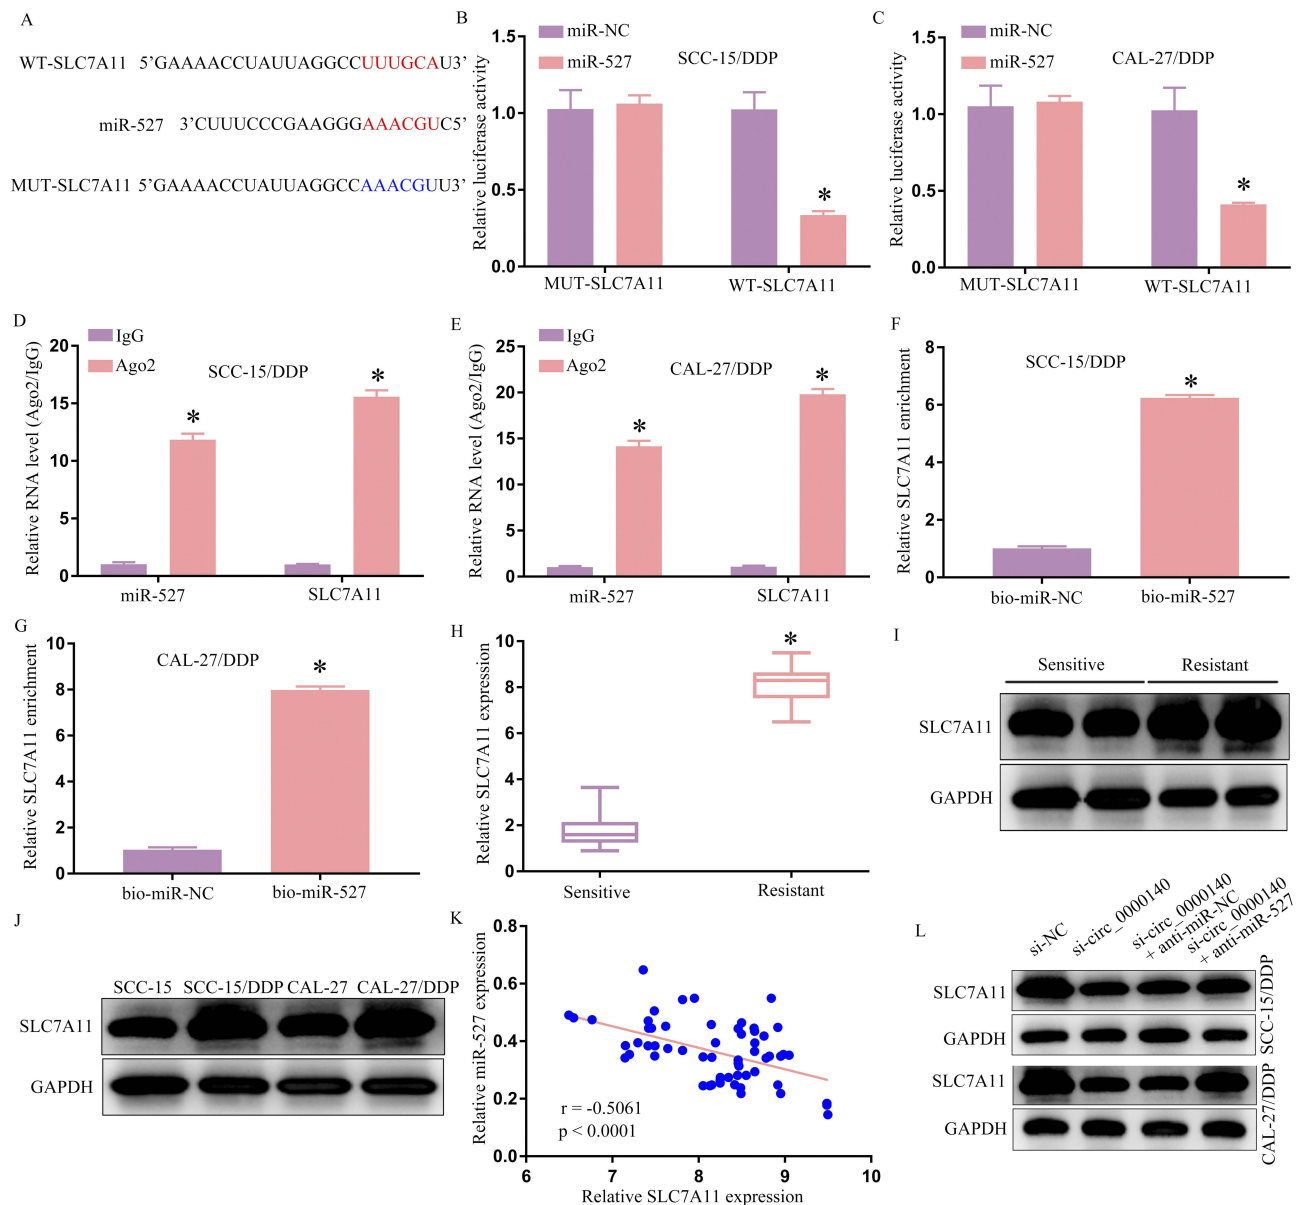 A
WT-SLC7A11 5’GAAAACCUAUUAGGCCUUUGCAU3’
miR-527 3’CUUUCCCGAAGGGAAACGUC5’
MUT-SLC7A11 5’GAAAACCUAUUAGGCCAAACGUU3’
B
miR-NC
miR-527
SCC-15/DDP
Relative luciferase activity
1.5
1.0
0.5
0.0
*
MUT-SLC7A11
WT-SLC7A11
C
miR-NC
miR-527
CAL-27/DDP
Relative luciferase activity
1.5
1.0
0.5
0.0
*
MUT-SLC7A11
WT-SLC7A11
D
IgG
Ago2
SCC-15/DDP
Relative RNA level (Ago2/IgG)
20
15
10
5
0
*
*
miR-527
SLC7A11
E
IgG
Ago2
CAL-27/DDP
Relative RNA level (Ago2/IgG)
25
20
15
10
5
0
*
*
miR-527
SLC7A11
F
SCC-15/DDP
Relative SLC7A11 enrichment
8
6
4
2
0
*
bio-miR-NC
bio-miR-527
G
CAL-27/DDP
Relative SLC7A11 enrichment
10
8
6
4
2
0
*
bio-miR-NC
bio-miR-527
H
Relative SLC7A11 expression
10
8
6
4
2
0
*
Sensitive
Resistant
I
Sensitive
Resistant
SLC7A11
GAPDH
J
SCC-15 SCC-15/DDP CAL-27 CAL-27/DDP
SLC7A11
GAPDH
K
Relative miR-527 expression
0.8
0.6
0.4
0.2
0.0
r = -0.5061
p < 0.0001
6 7 8 9 10
Relative SLC7A11 expression
L
si-NC
si-circ_0000140
si-circ_0000140
+ anti-miR-NC
si-circ_0000140
+ anti-miR-527
SLC7A11
GAPDH
SCC-15/DDP
SLC7A11
GAPDH
CAL-27/DDP